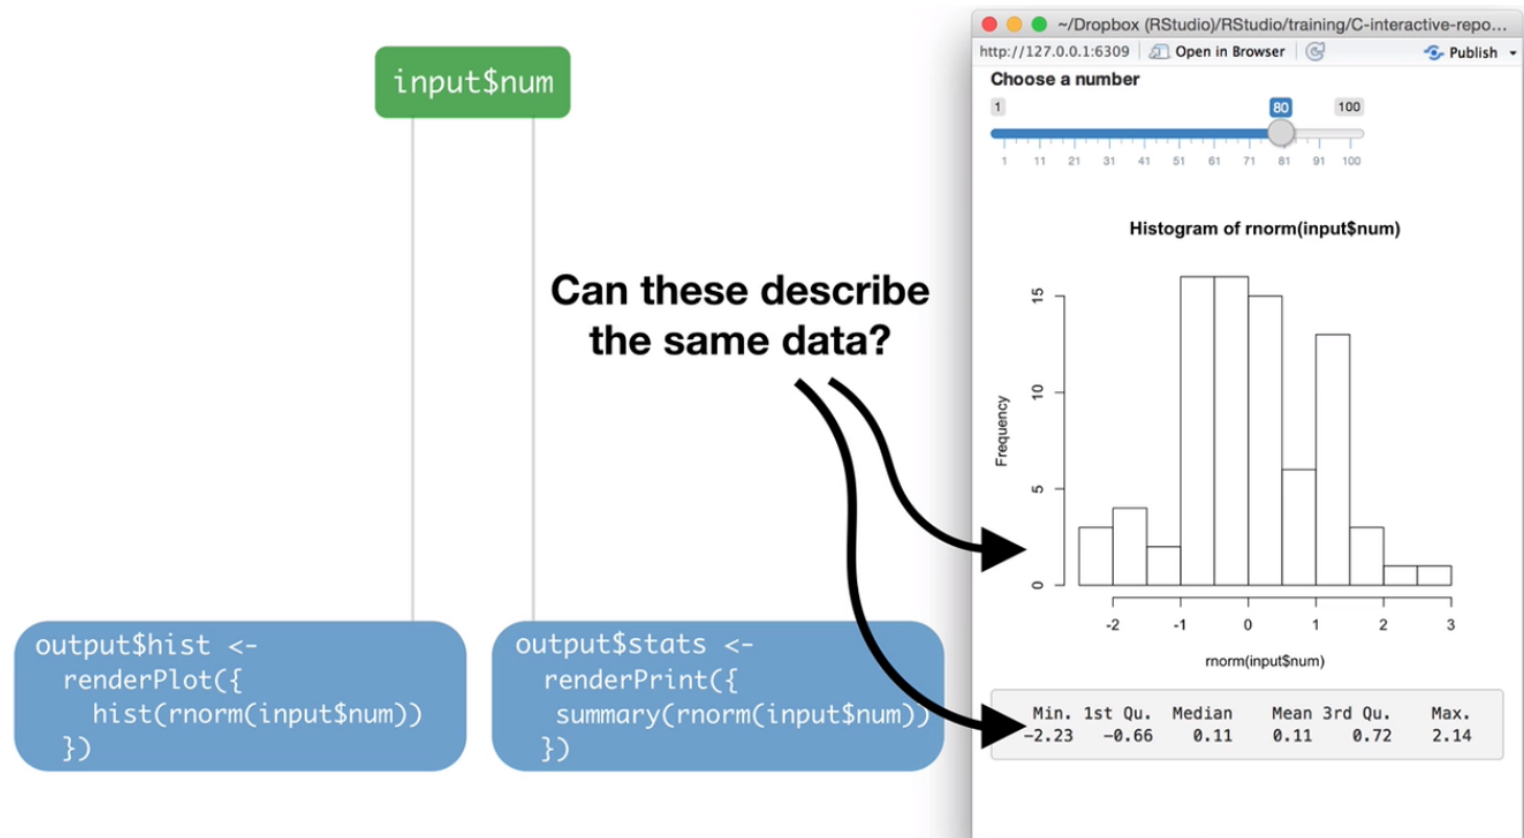 input$num
Can these describe
the same data?
output$hist <-
renderPlot({
hist(rnorm(input$num))
})
output$stats <-
renderPrint({
summary(rnorm(input$num))
})
~/Dropbox (RStudio)/RStudio/training/C-interactive-repo...
http://127.0.0.1:6309 Open in Browser Publish
Choose a number
1 80 100
1 11 21 31 41 51 61 71 81 91 100
Histogram of rnorm(input$num)
Frequency
15
10
5
0
-2 -1 0 1 2 3
rnorm(input$num)
Min. 1st Qu. Median Mean 3rd Qu. Max.
-2.23 -0.66 0.11 0.11 0.72 2.14